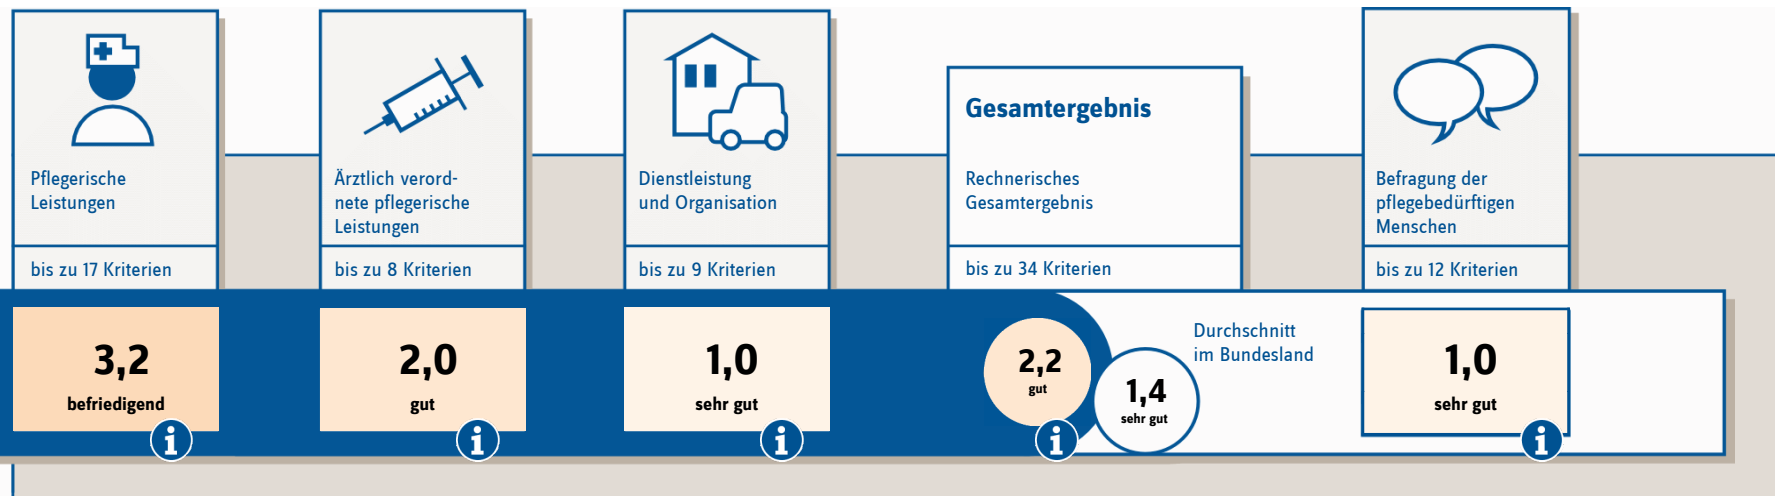 Pflegerische
Leistungen
bis zu 17 Kriterien
3,2
befriedigend
i
Ärztlich verord-
nete pflegerische
Leistungen
bis zu 8 Kriterien
2,0
gut
i
Dienstleistung
und Organisation
bis zu 9 Kriterien
1,0
sehr gut
i
Gesamtergebnis
Rechnerisches
Gesamtergebnis
bis zu 34 Kriterien
2,2
gut
i
1,4
sehr gut
Durchschnitt
im Bundesland
Befragung der
pflegebedürftigen
Menschen
bis zu 12 Kriterien
1,0
sehr gut
i